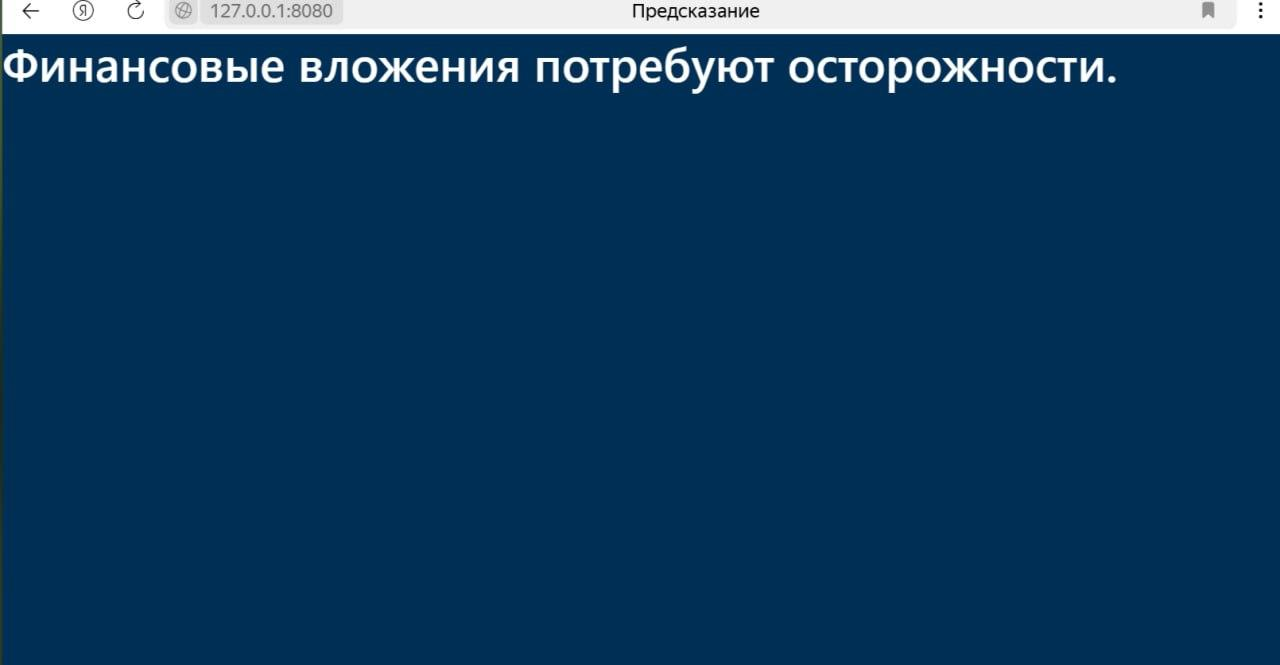 Я 127.0.0.1:8080 Предсказание
Финансовые вложения потребуют осторожности.